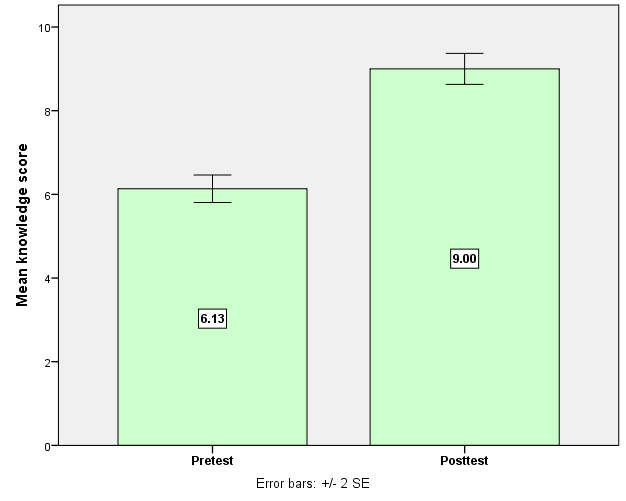 Mean knowledge score
10
8
6
4
2
0
6.13
9.00
Pretest
Posttest
Error bars: +/- 2 SE